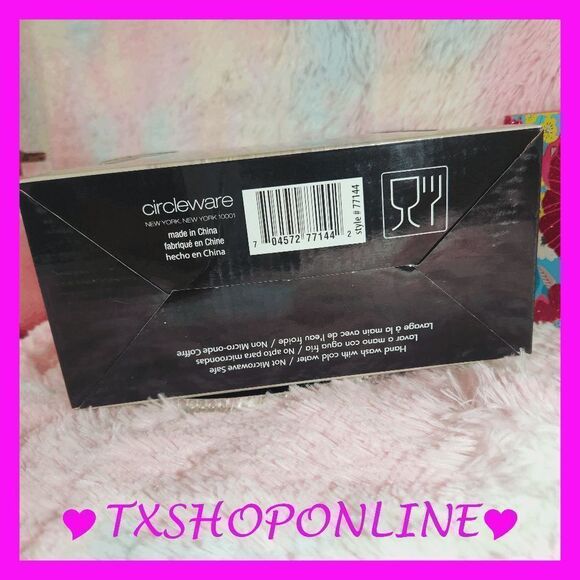 circleware
NEW YORK, NEW YORK 10001
made in China
fabriqué en Chine
hecho en China
7 04572 77144 2
style # 77144
Hand wash with cold water / Not Microwave Safe
Lavar a mano con agua fria / No apto para microondas
Lavage à la main avec de l'eau froide / Non Micro-onde Coffre
TXSHOPONLINE